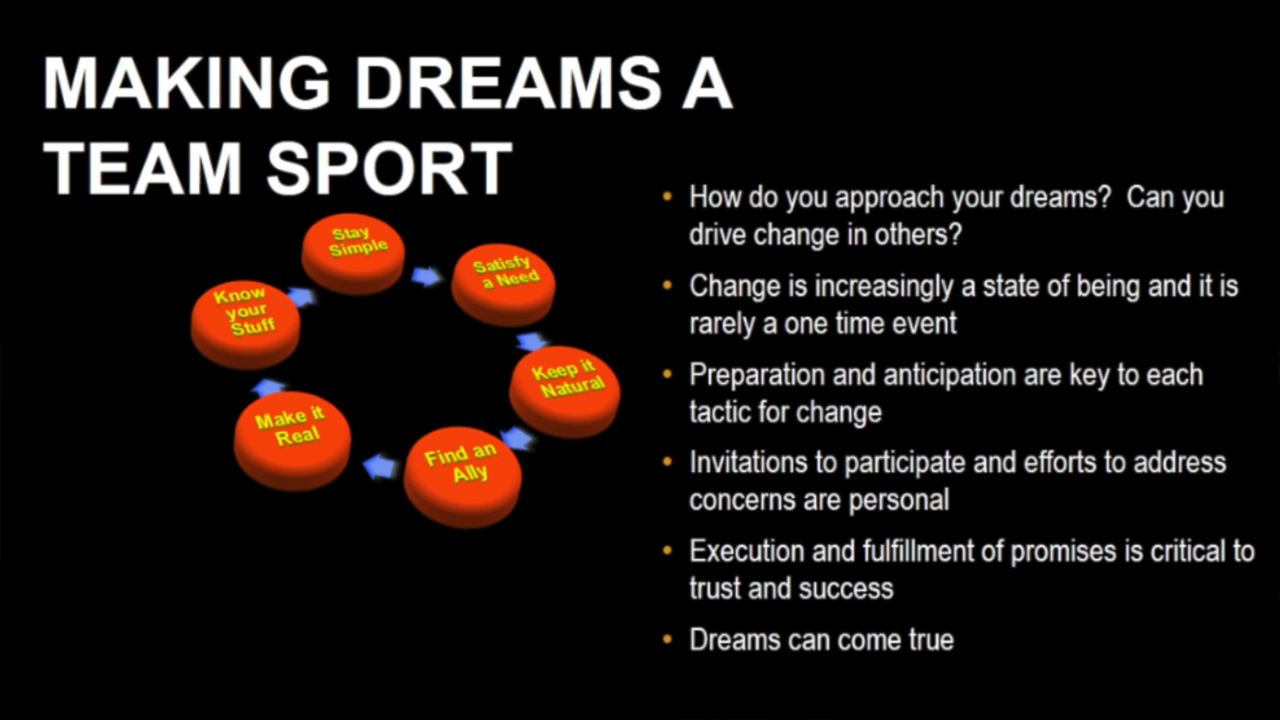 MAKING DREAMS A
TEAM SPORT
Stay
Simple
Satisfy
a Need
Keep it
Natural
Find an
Ally
Make it
Real
Know
your
Stuff
• How do you approach your dreams?  Can you
drive change in others?
• Change is increasingly a state of being and it is
rarely a one time event
• Preparation and anticipation are key to each
tactic for change
• Invitations to participate and efforts to address
concerns are personal
• Execution and fulfillment of promises is critical to
trust and success
• Dreams can come true